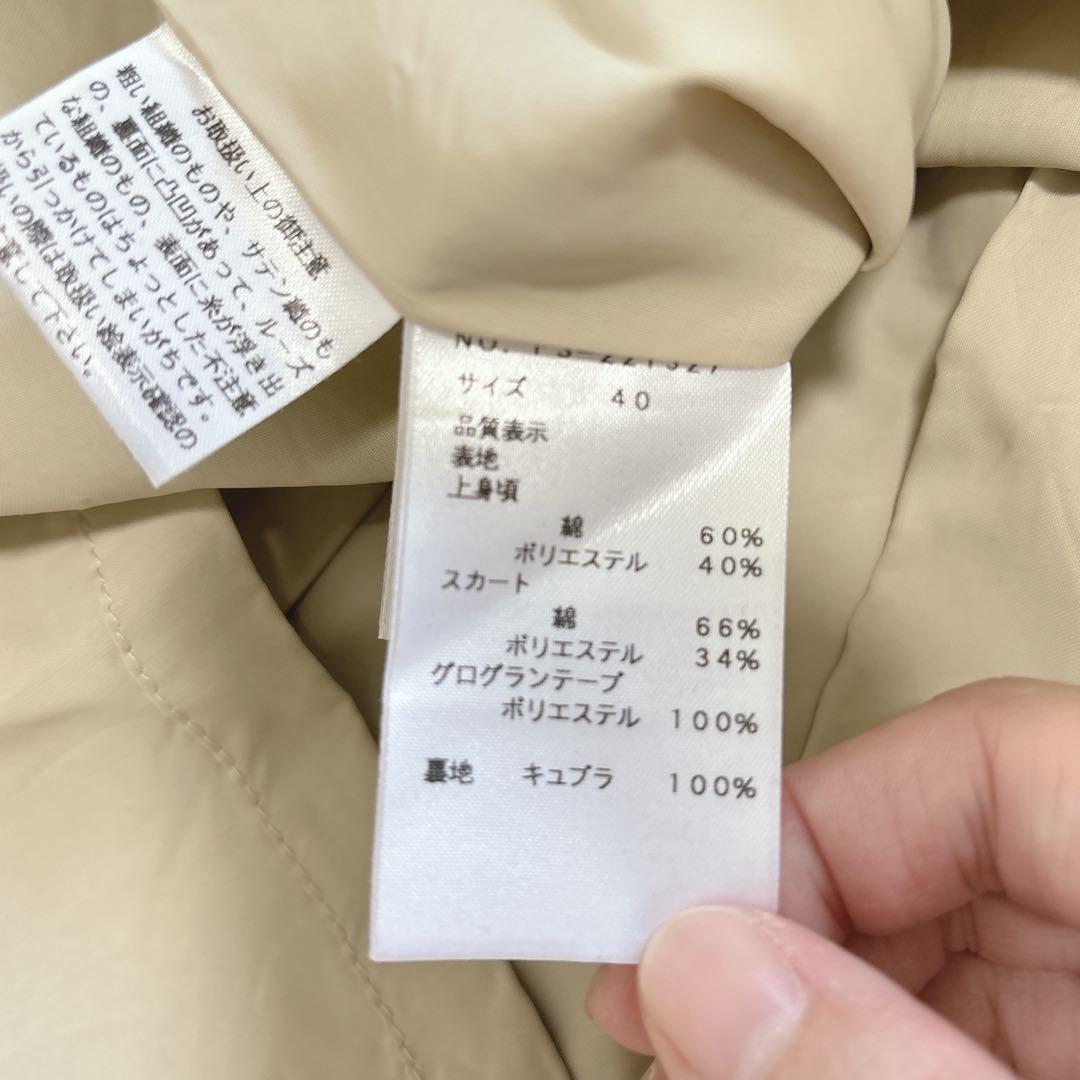 お取扱い上の御注意
粗い組織のものや、サテン織のも
の、裏面に凸凹があって、ルーズ
な組織のもの、表面に糸が浮き出
ているものはちょっとした不注意
から引っかけてしまいがちです。
扱いの際は取扱い絵表示確認の
意して下さい。
サイズ 40
品質表示
表地
上身頃
綿 60%
ポリエステル 40%
スカート
綿 66%
ポリエステル 34%
グログランテープ
ポリエステル 100%
裏地 キュプラ 100%